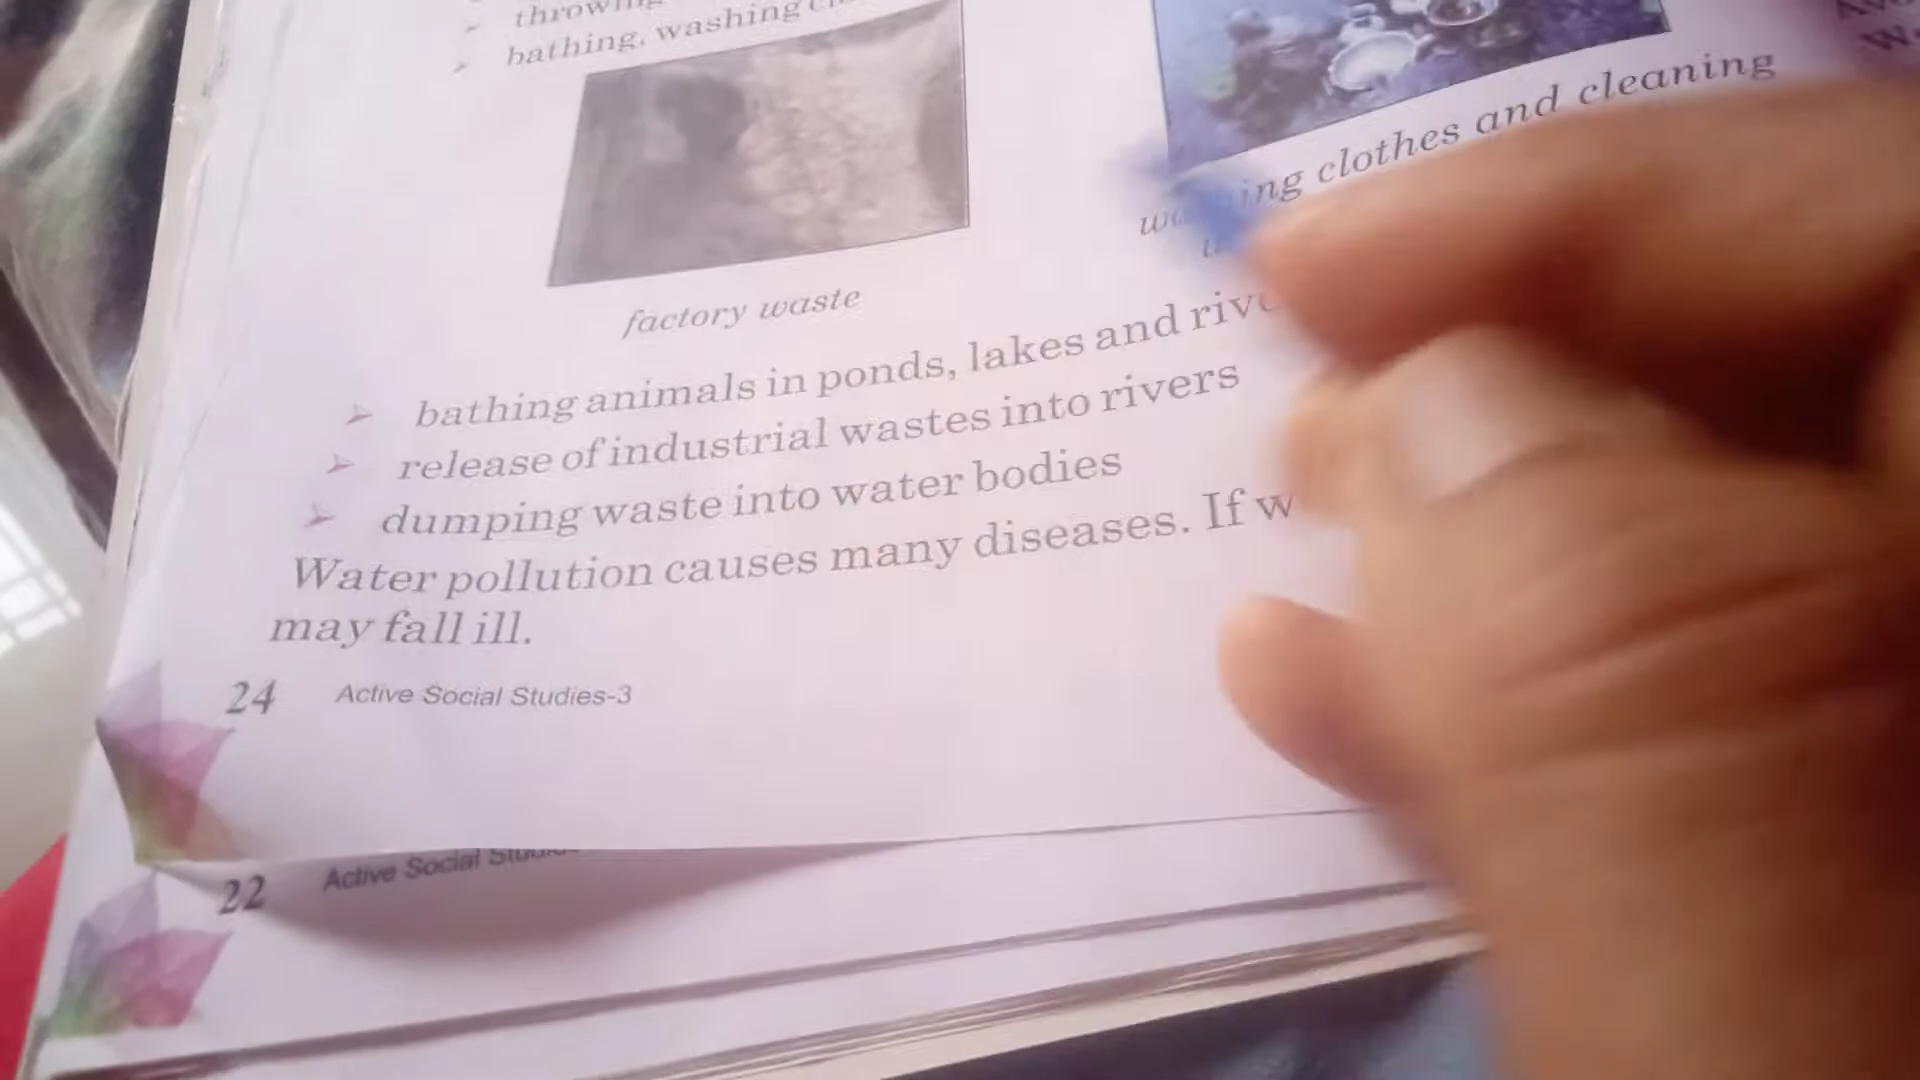 throwing
bathing, washing
washing clothes and cleaning
factory waste
bathing animals in ponds, lakes and
release of industrial wastes into rivers
dumping waste into water bodies
Water pollution causes many diseases. If
may fall ill.
24 Active Social Studies-3
22 Active Social